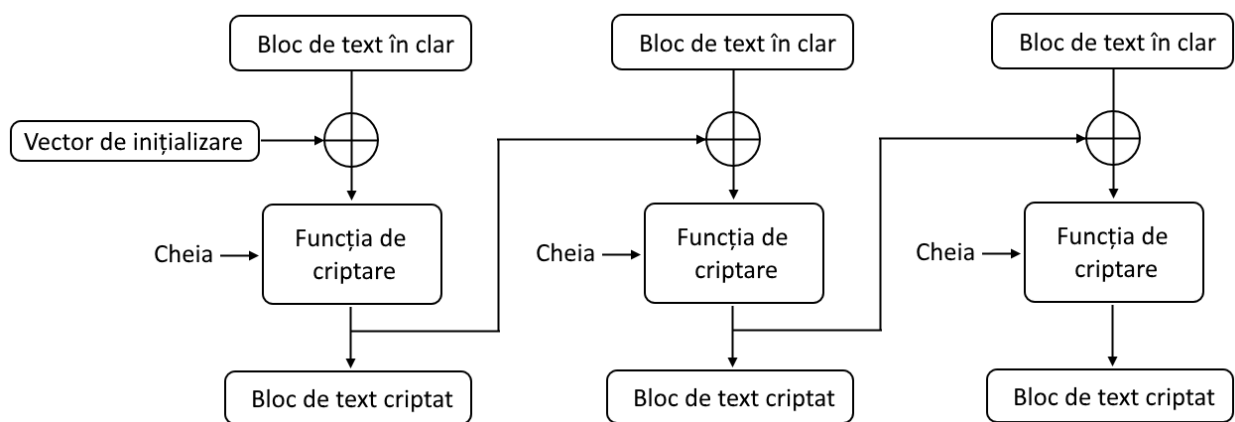 Bloc de text în clar
Bloc de text în clar
Bloc de text în clar
Vector de inițializare
Cheia
Funcția de
criptare
Cheia
Funcția de
criptare
Cheia
Funcția de
criptare
Bloc de text criptat
Bloc de text criptat
Bloc de text criptat